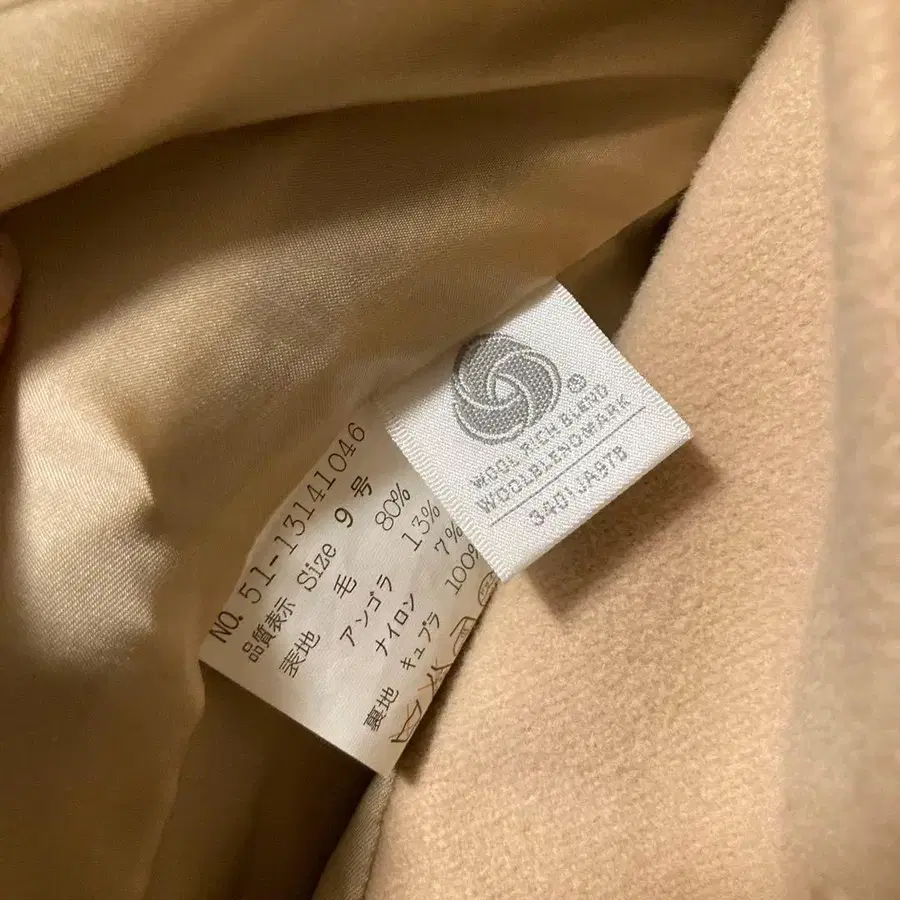 WOOL RICH BLEND
WOOLBLENDMARK
3401JA978
®
NO. 51-13141046
品質表示 Size 9号
表地 毛 80%
アンゴラ 13%
ナイロン 7%
裏地 キュプラ 100%